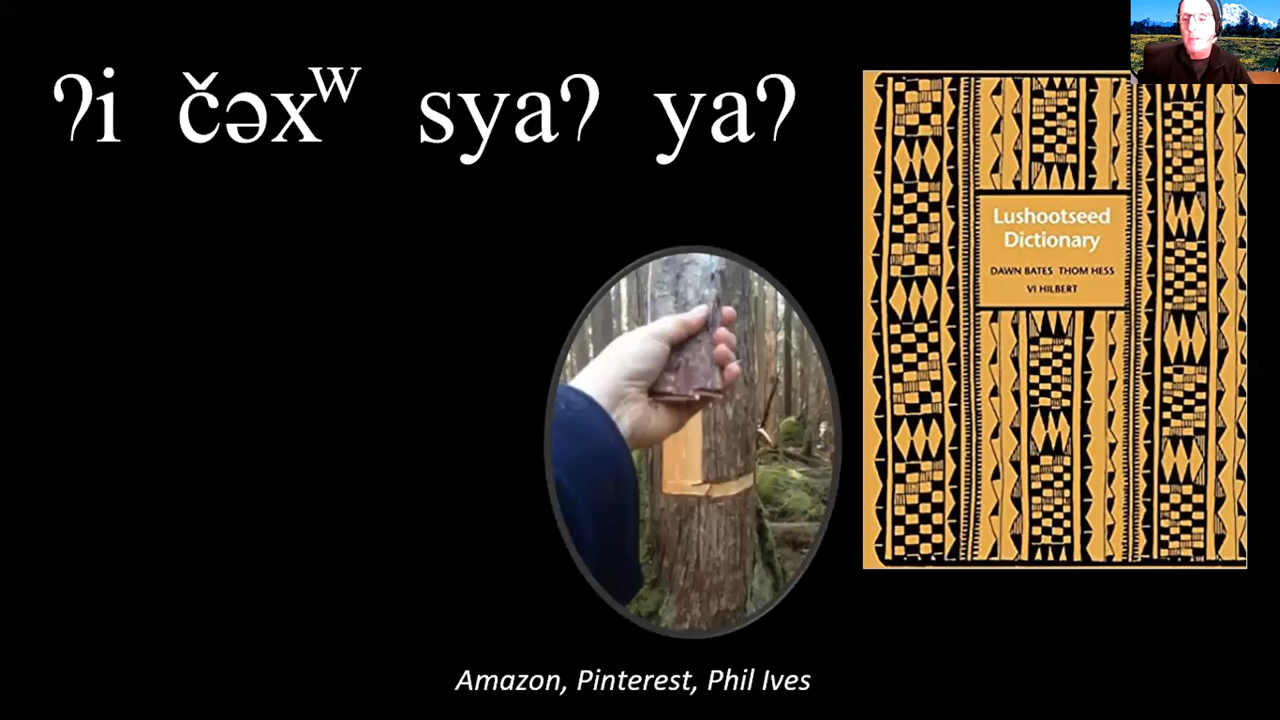 ʔi čəxʷ syaʔ yaʔ
Lushootseed
Dictionary
DAWN BATES THOM HESS
VI HILBERT
Amazon, Pinterest, Phil Ives